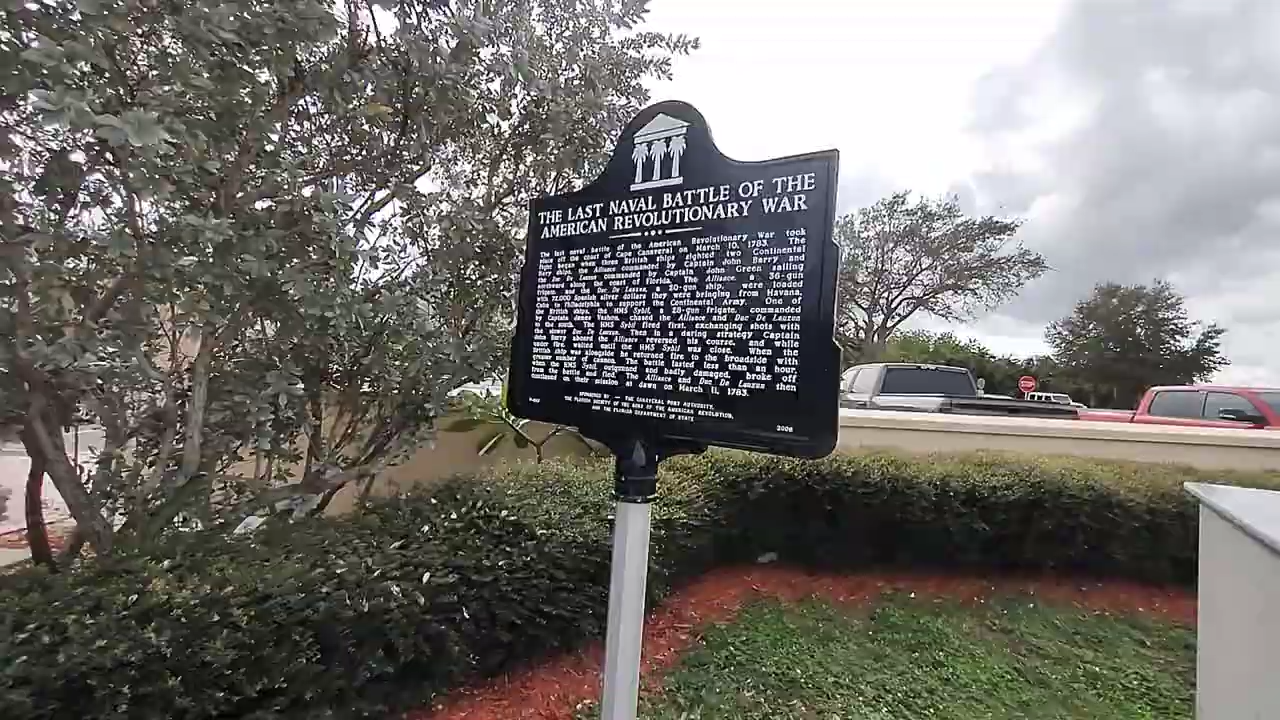 THE LAST NAVAL BATTLE OF THE
AMERICAN REVOLUTIONARY WAR
The last naval battle of the American Revolutionary War took
place off the coast of Cape Canaveral on March 10, 1783. The
fight began when three British ships sighted two Continental
Navy ships, the Alliance commanded by Captain John Barry and
the Duc De Lauzun commanded by Captain John Green sailing
northward along the coast of Florida. The Alliance, a 36-gun
frigate, and the Duc De Lauzun, a 20-gun ship, were loaded
with 72,000 Spanish silver dollars they were bringing from Havana,
Cuba to Philadelphia to support the Continental Army. One of
the British ships, the HMS Sybil, a 28-gun frigate, commanded
by Captain James Vashon, chased the Alliance and Duc De Lauzun
to the south. The HMS Sybil fired first, exchanging shots with
the slower Duc De Lauzun. Then in a daring strategy Captain
John Barry aboard the Alliance reversed his course, and while
under fire, waited until the HMS Sybil was close. When the
British ship was alongside he returned fire to the broadside with
greater number of cannon. The battle lasted less than an hour,
when the HMS Sybil, outgunned and badly damaged, broke off
from the battle and fled. The Alliance and Duc De Lauzun then
continued on their mission at dawn on March 11, 1783.
SPONSORED BY — THE CANAVERAL PORT AUTHORITY,
THE FLORIDA SOCIETY OF THE SONS OF THE AMERICAN REVOLUTION,
AND THE FLORIDA DEPARTMENT OF STATE
2008